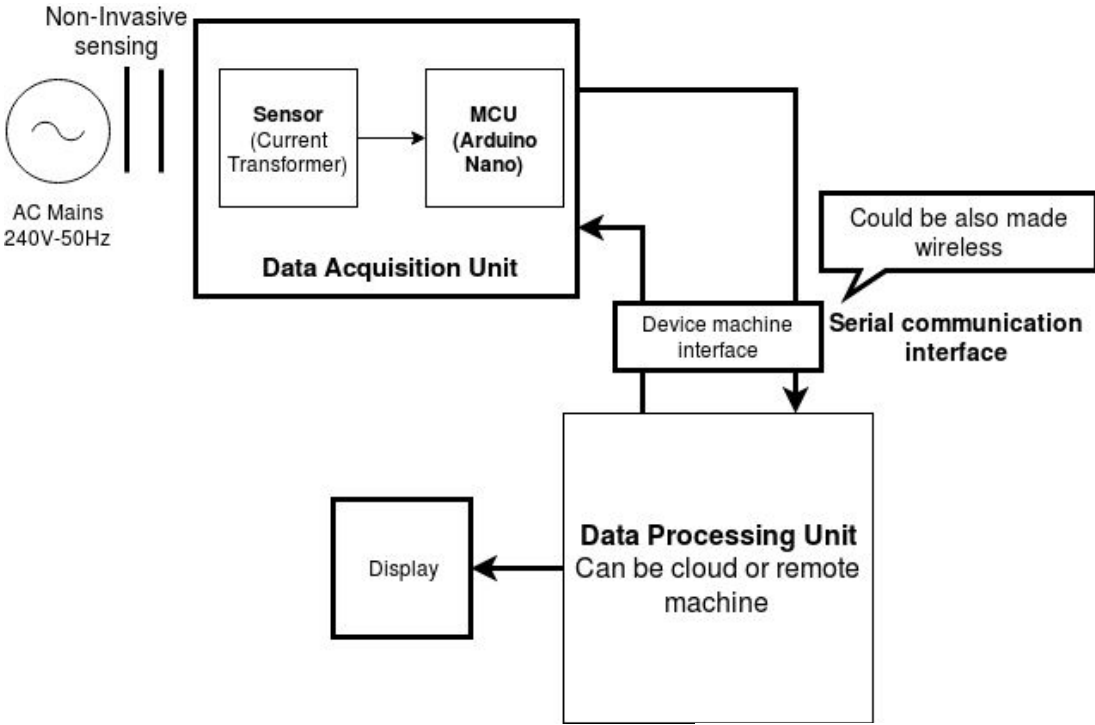 Non-Invasive
sensing
AC Mains
240V-50Hz
Sensor
(Current
Transformer)
MCU
(Arduino
Nano)
Data Acquisition Unit
Could be also made
wireless
Device machine
interface
Serial communication
interface
Data Processing Unit
Can be cloud or remote
machine
Display